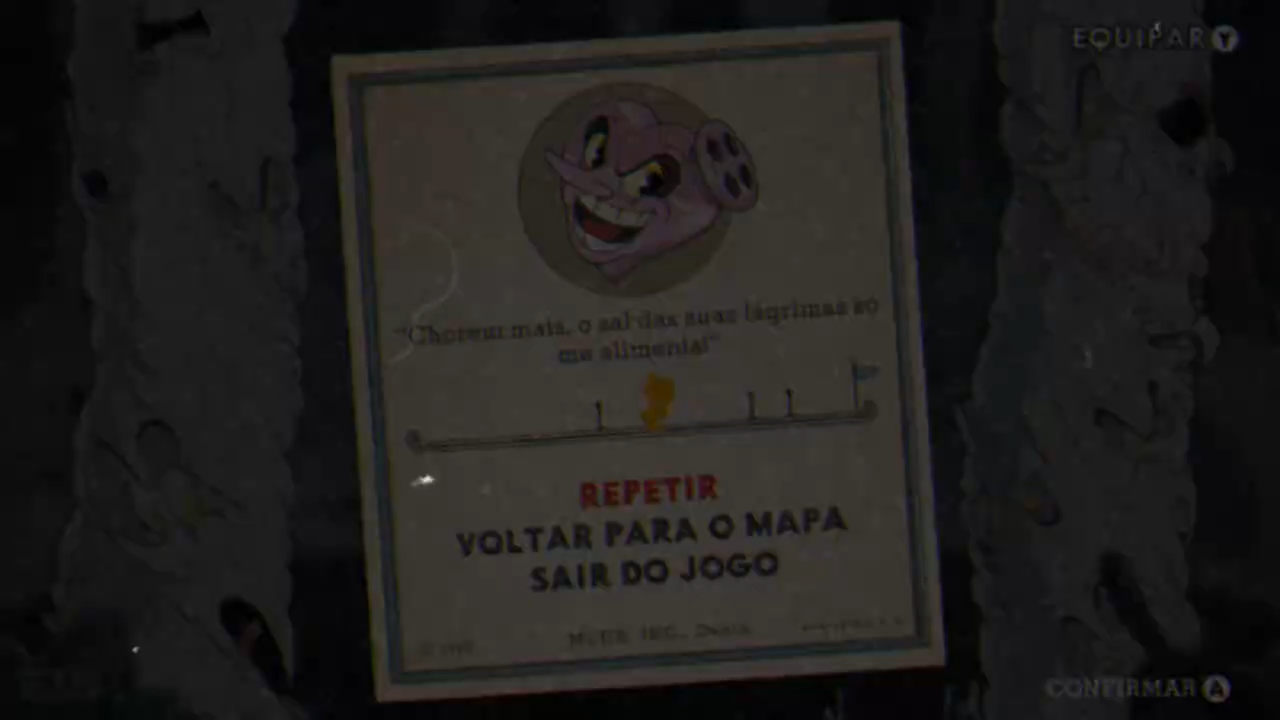 EQUIPAR Y
"Chorem mais, o sal das suas lágrimas só
me alimenta!"
REPETIR
VOLTAR PARA O MAPA
SAIR DO JOGO
CONFIRMAR A